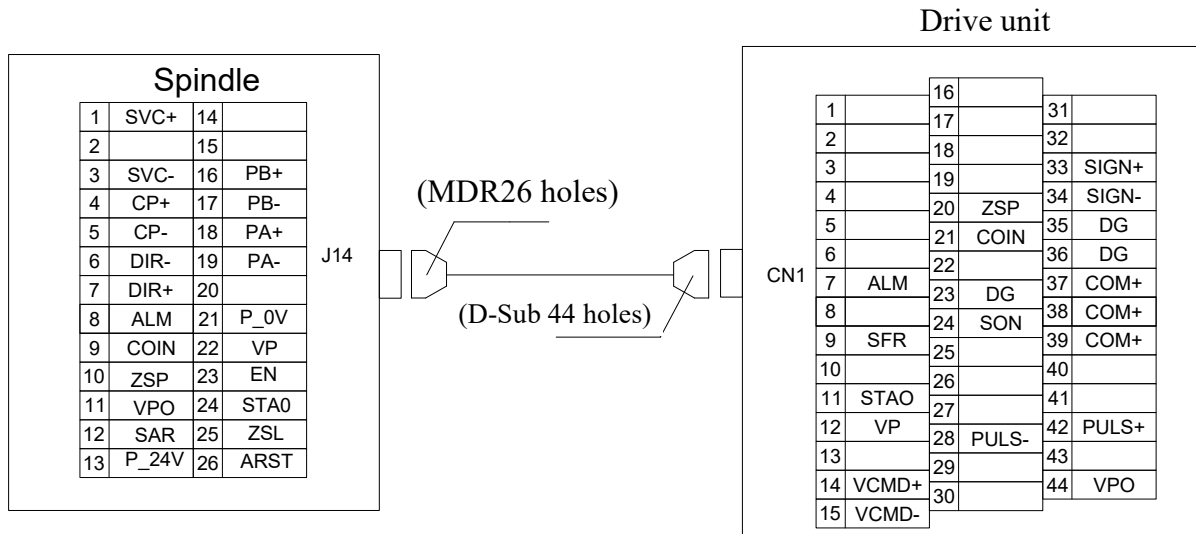 Drive unit
Spindle
1 SVC+ 14
2 15
3 SVC- 16 PB+
4 CP+ 17 PB-
5 CP- 18 PA+
6 DIR- 19 PA-
7 DIR+ 20
8 ALM 21 P_0V
9 COIN 22 VP
10 ZSP 23 EN
11 VPO 24 STA0
12 SAR 25 ZSL
13 P_24V 26 ARST
J14
(MDR26 holes)
(D-Sub 44 holes)
CN1
1
2
3
4
5
6
7 ALM
8
9 SFR
10
11 STAO
12 VP
13
14 VCMD+
15 VCMD-
16
17
18
19
20 ZSP
21 COIN
22
23 DG
24 SON
25
26
27
28 PULS-
29
30
31
32
33 SIGN+
34 SIGN-
35 DG
36 DG
37 COM+
38 COM+
39 COM+
40
41
42 PULS+
43
44 VPO